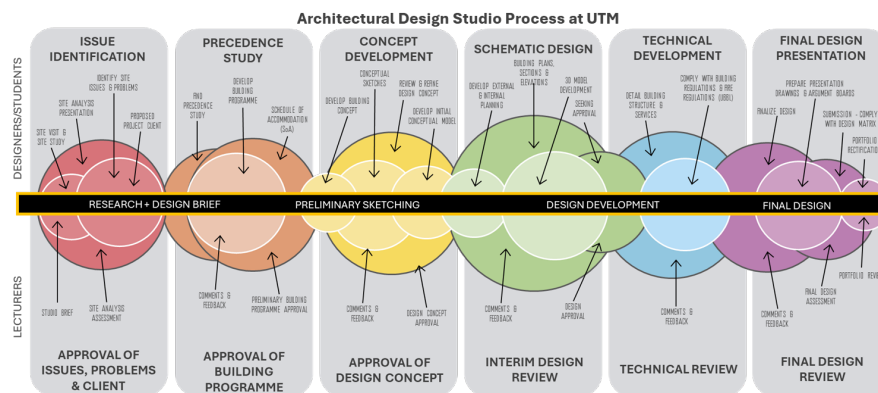 Architectural Design Studio Process at UTM
DESIGNERS/STUDENTS
LECTURERS
ISSUE
IDENTIFICATION
IDENTIFY SITE
ISSUES & PROBLEMS
SITE ANALYSIS
PRESENTATION
PROPOSED
PROJECT CLIENT
SITE VISIT &
SITE STUDY
PRECEDENCE
STUDY
DEVELOP
BUILDING
PROGRAMME
FIND
PRECEDENCE
STUDY
SCHEDULE OF
ACCOMMODATION
(SoA)
CONCEPT
DEVELOPMENT
CONCEPTUAL
SKETCHES
REVIEW & REFINE
DESIGN CONCEPT
DEVELOP BUILDING
CONCEPT
DEVELOP INITIAL
CONCEPTUAL MODEL
SCHEMATIC DESIGN
BUILDING PLANS,
SECTIONS &
ELEVATIONS
DEVELOP EXTERNAL
& INTERNAL
PLANNING
3D MODEL
DEVELOPMENT
SEEKING
APPROVAL
TECHNICAL
DEVELOPMENT
COMPLY WITH BUILDING
REGULATIONS & FIRE
REGULATIONS (UBBL)
DETAIL BUILDING
STRUCTURE &
SERVICES
FINAL DESIGN
PRESENTATION
PREPARE PRESENTATION
DRAWINGS & ARGUMENT BOARDS
FINALIZE DESIGN
SUBMISSION - COMPLY
WITH DESIGN MATRIX
PORTFOLIO
RECTIFICATI
RESEARCH + DESIGN BRIEF
PRELIMINARY SKETCHING
DESIGN DEVELOPMENT
FINAL DESIGN
STUDIO BRIEF
SITE ANALYSIS
ASSESSMENT
COMMENTS &
FEEDBACK
PRELIMINARY BUILDING
PROGRAMME APPROVAL
COMMENTS &
FEEDBACK
DESIGN CONCEPT
APPROVAL
COMMENTS &
FEEDBACK
DESIGN
APPROVAL
COMMENTS &
FEEDBACK
COMMENTS &
FEEDBACK
FINAL DESIGN
ASSESSMENT
PORTFOLIO REVIE
APPROVAL OF
ISSUES, PROBLEMS
& CLIENT
APPROVAL OF
BUILDING
PROGRAMME
APPROVAL OF
DESIGN CONCEPT
INTERIM DESIGN
REVIEW
TECHNICAL REVIEW
FINAL DESIGN
REVIEW